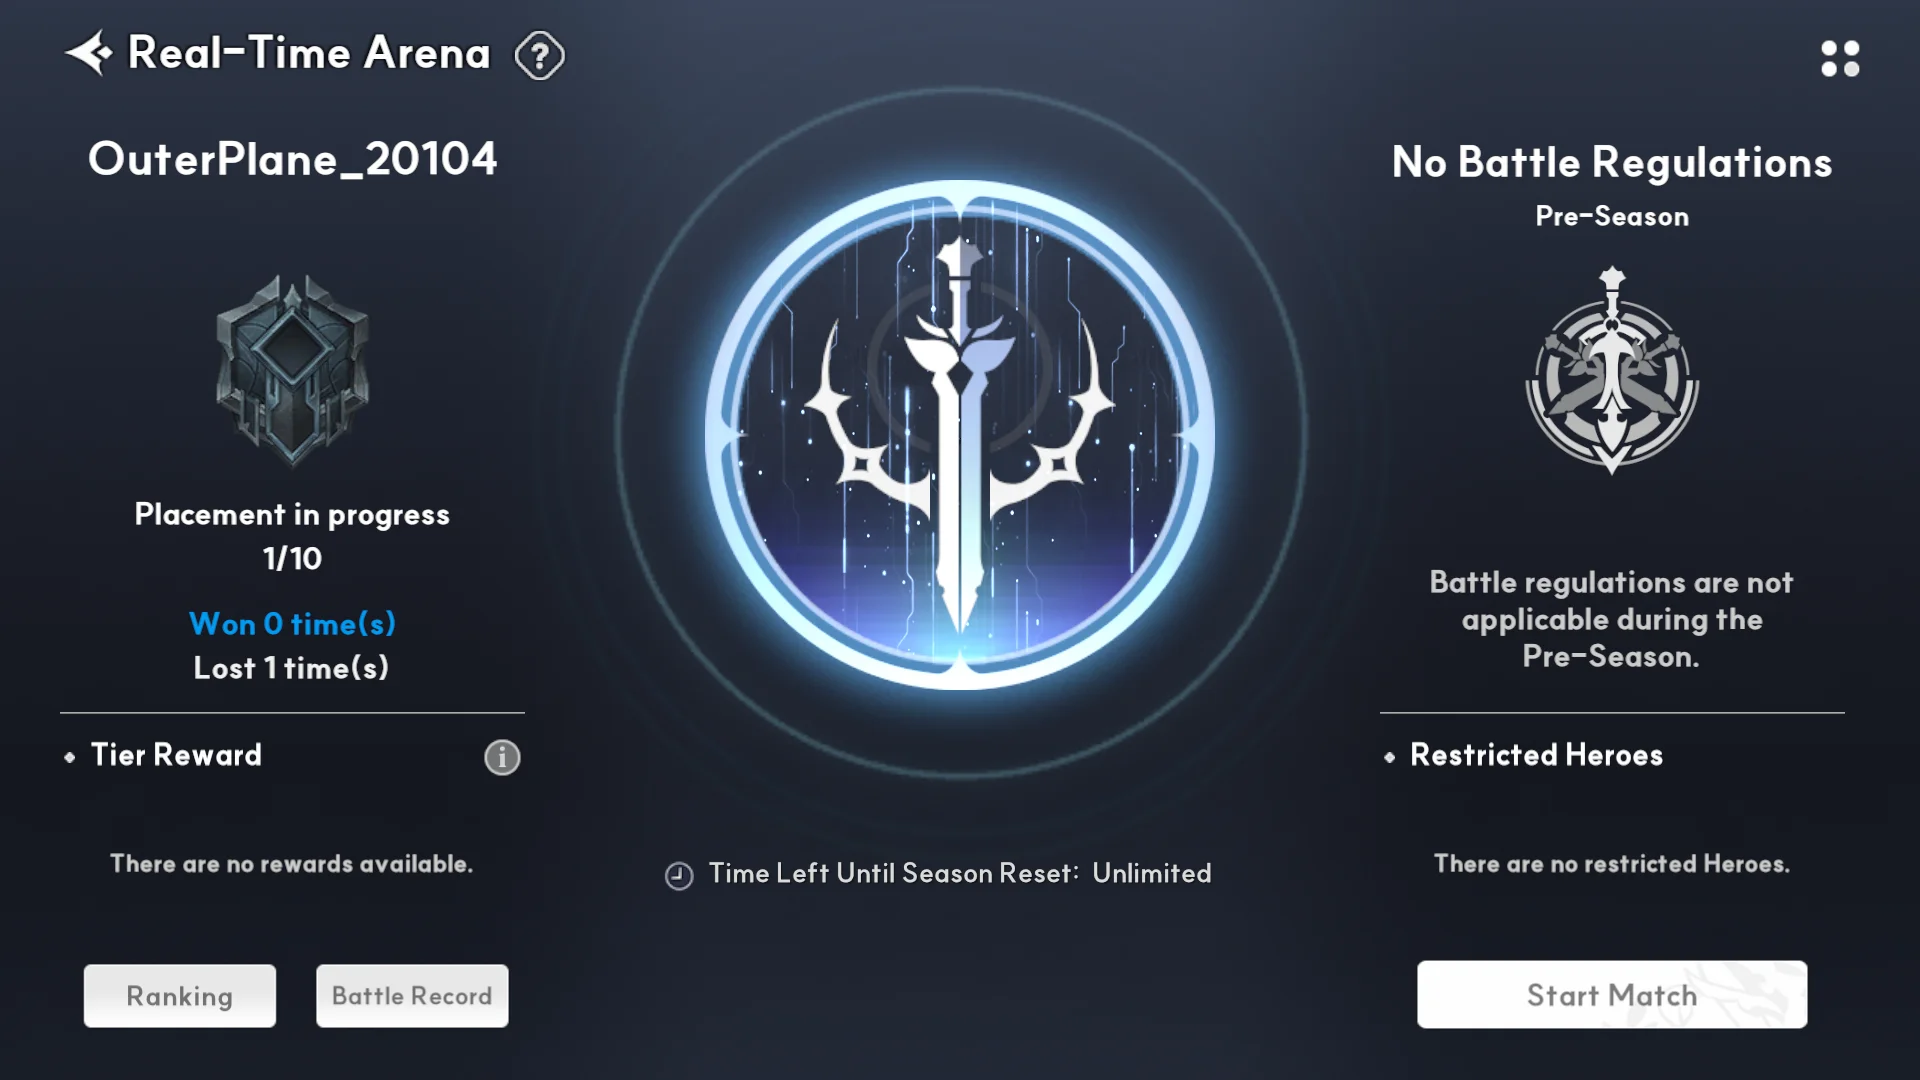 Real-Time Arena
?
OuterPlane_20104
Placement in progress
1/10
Won 0 time(s)
Lost 1 time(s)
Tier Reward
i
There are no rewards available.
Ranking
Battle Record
Time Left Until Season Reset: Unlimited
No Battle Regulations
Pre-Season
Battle regulations are not
applicable during the
Pre-Season.
Restricted Heroes
There are no restricted Heroes.
Start Match